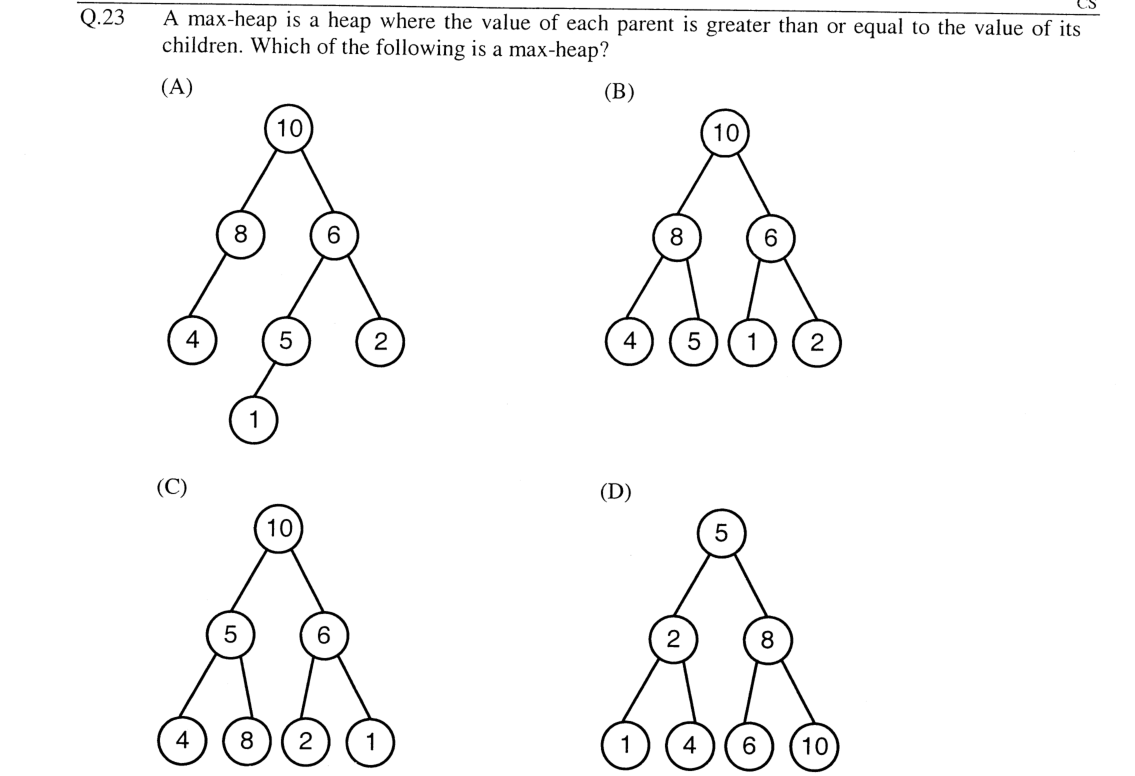 CS
Q.23 A max-heap is a heap where the value of each parent is greater than or equal to the value of its
children. Which of the following is a max-heap?
(A)
10
8 6
4 5 2
1
(B)
10
8 6
4 5 1 2
(C)
10
5 6
4 8 2 1
(D)
5
2 8
1 4 6 10